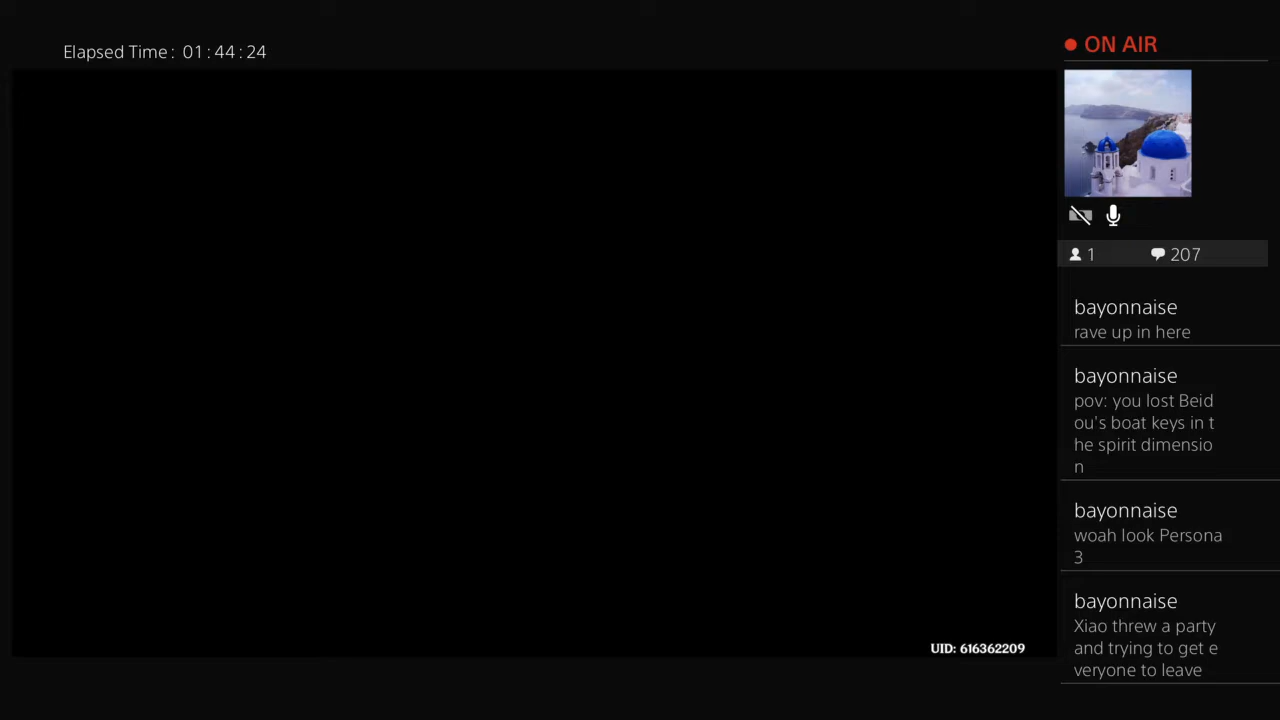 Elapsed Time: 01:44:24
ON AIR
1 207
bayonnaise
rave up in here
bayonnaise
pov: you lost Beid
ou's boat keys in t
he spirit dimensio
n
bayonnaise
woah look Persona
3
bayonnaise
Xiao threw a party
and trying to get e
veryone to leave
UID: 616362209